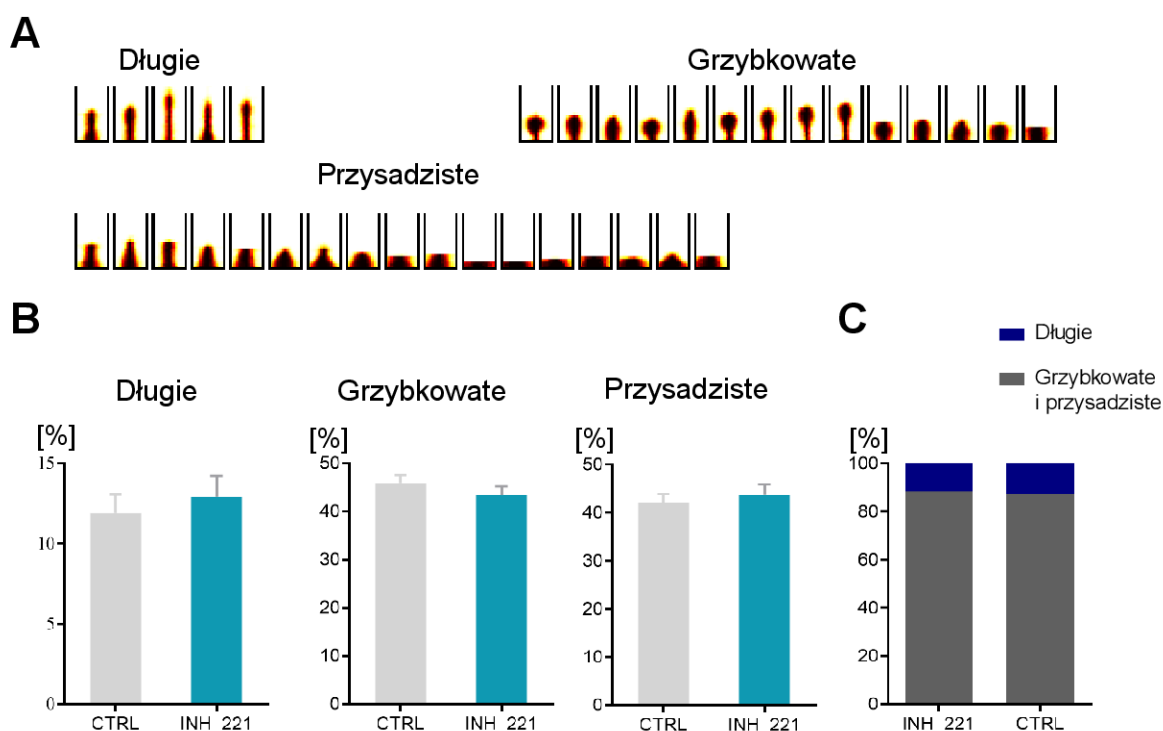 A
Długie
Grzybkowate
Przysadziste
B
Długie
[%]
15
10
5
0
CTRL
INH 221
Grzybkowate
[%]
50
40
30
40
10
0
CTRL
INH 221
Przysadziste
[%]
50
40
30
40
10
0
CTRL
INH 221
C
Długie
Grzybkowate
i przysadziste
[%]
100
80
60
40
20
0
INH 221
CTRL